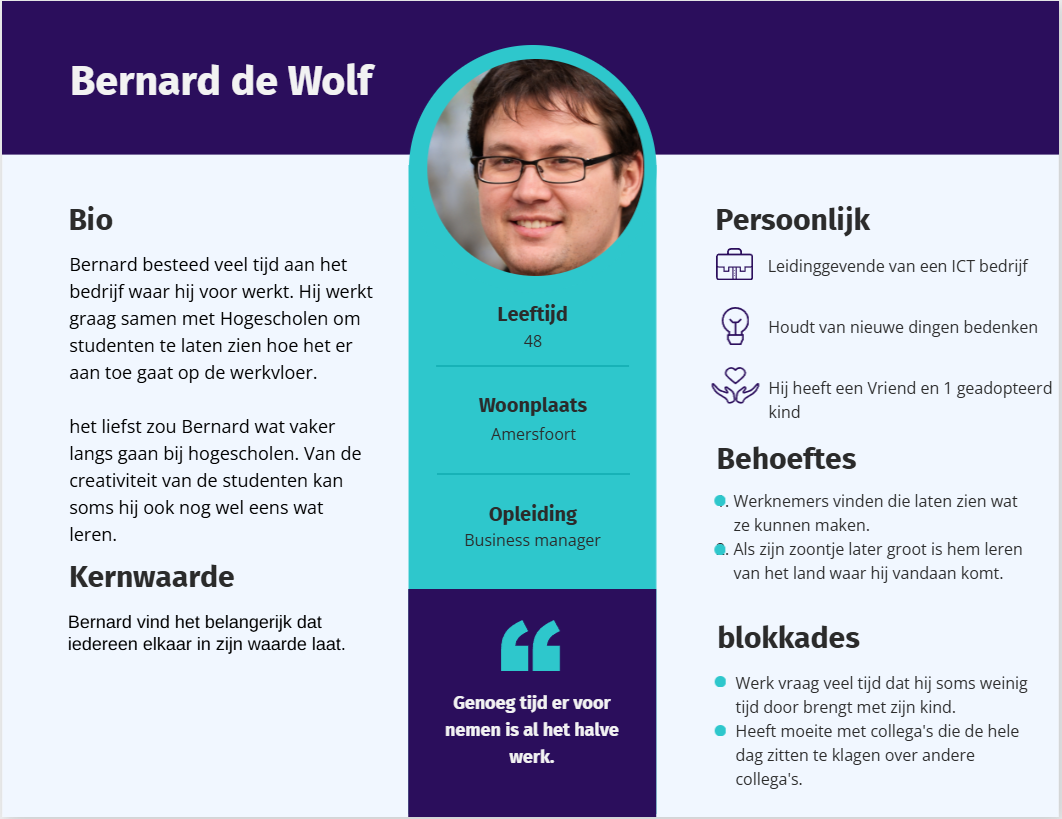 Bernard de Wolf
Bio
Bernard besteed veel tijd aan het
bedrijf waar hij voor werkt. Hij werkt
graag samen met Hogescholen om
studenten te laten zien hoe het er
aan toe gaat op de werkvloer.
het liefst zou Bernard wat vaker
langs gaan bij hogescholen. Van de
creativiteit van de studenten kan
soms hij ook nog wel eens wat
leren.
Kernwaarde
Bernard vind het belangerijk dat
iedereen elkaar in zijn waarde laat.
Leeftijd
48
Woonplaats
Amersfoort
Opleiding
Business manager
Genoeg tijd er voor
nemen is al het halve
werk.
Persoonlijk
Leidinggevende van een ICT bedrijf
Houdt van nieuwe dingen bedenken
Hij heeft een Vriend en 1 geadopteerd
kind
Behoeftes
Werknemers vinden die laten zien wat
ze kunnen maken.
Als zijn zoontje later groot is hem leren
van het land waar hij vandaan komt.
blokkades
Werk vraag veel tijd dat hij soms weinig
tijd door brengt met zijn kind.
Heeft moeite met collega's die de hele
dag zitten te klagen over andere
collega's.